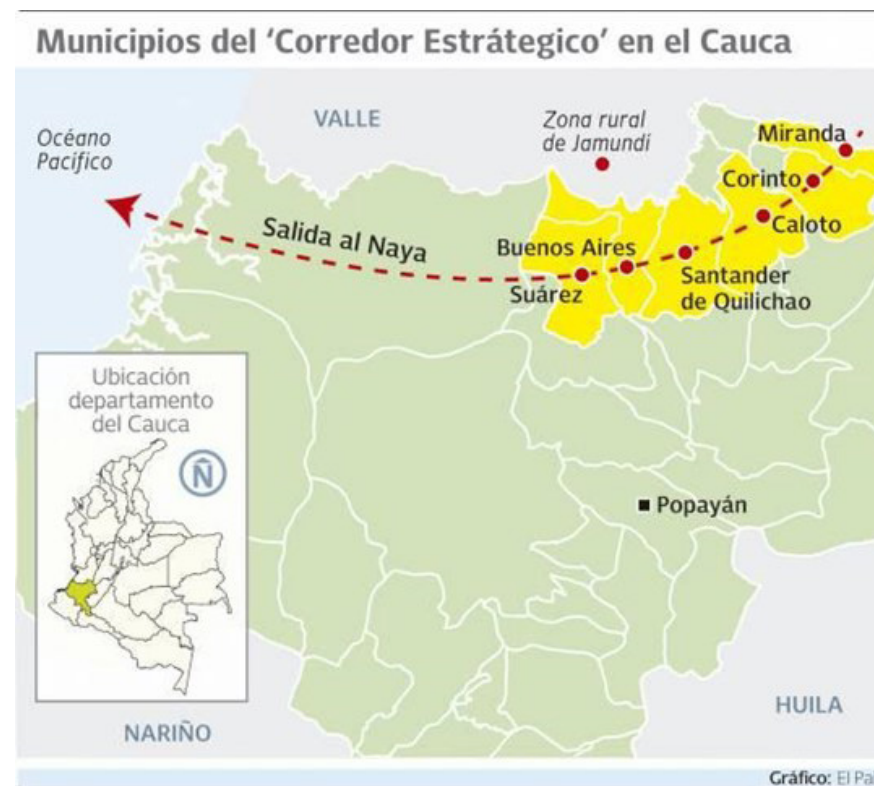 Municipios del ‘Corredor Estrátegico’ en el Cauca
Océano
Pacífico
VALLE
Zona rural
de Jamundí
Miranda
Corinto
Caloto
Salida al Naya
Buenos Aires
Suárez
Santander
de Quilichao
Ubicación
departamento
del Cauca
Ñ
Popayán
NARIÑO
HUILA
Gráfico: El Pa